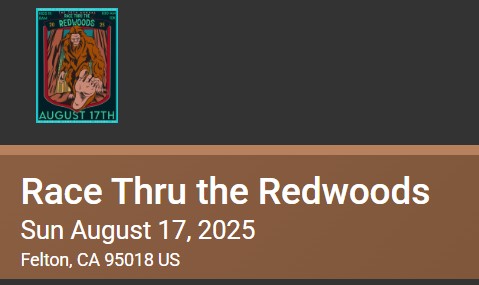 RACE THRU THE
REDWOODS
AUGUST 17TH
Race Thru the Redwoods
Sun August 17, 2025
Felton, CA 95018 US